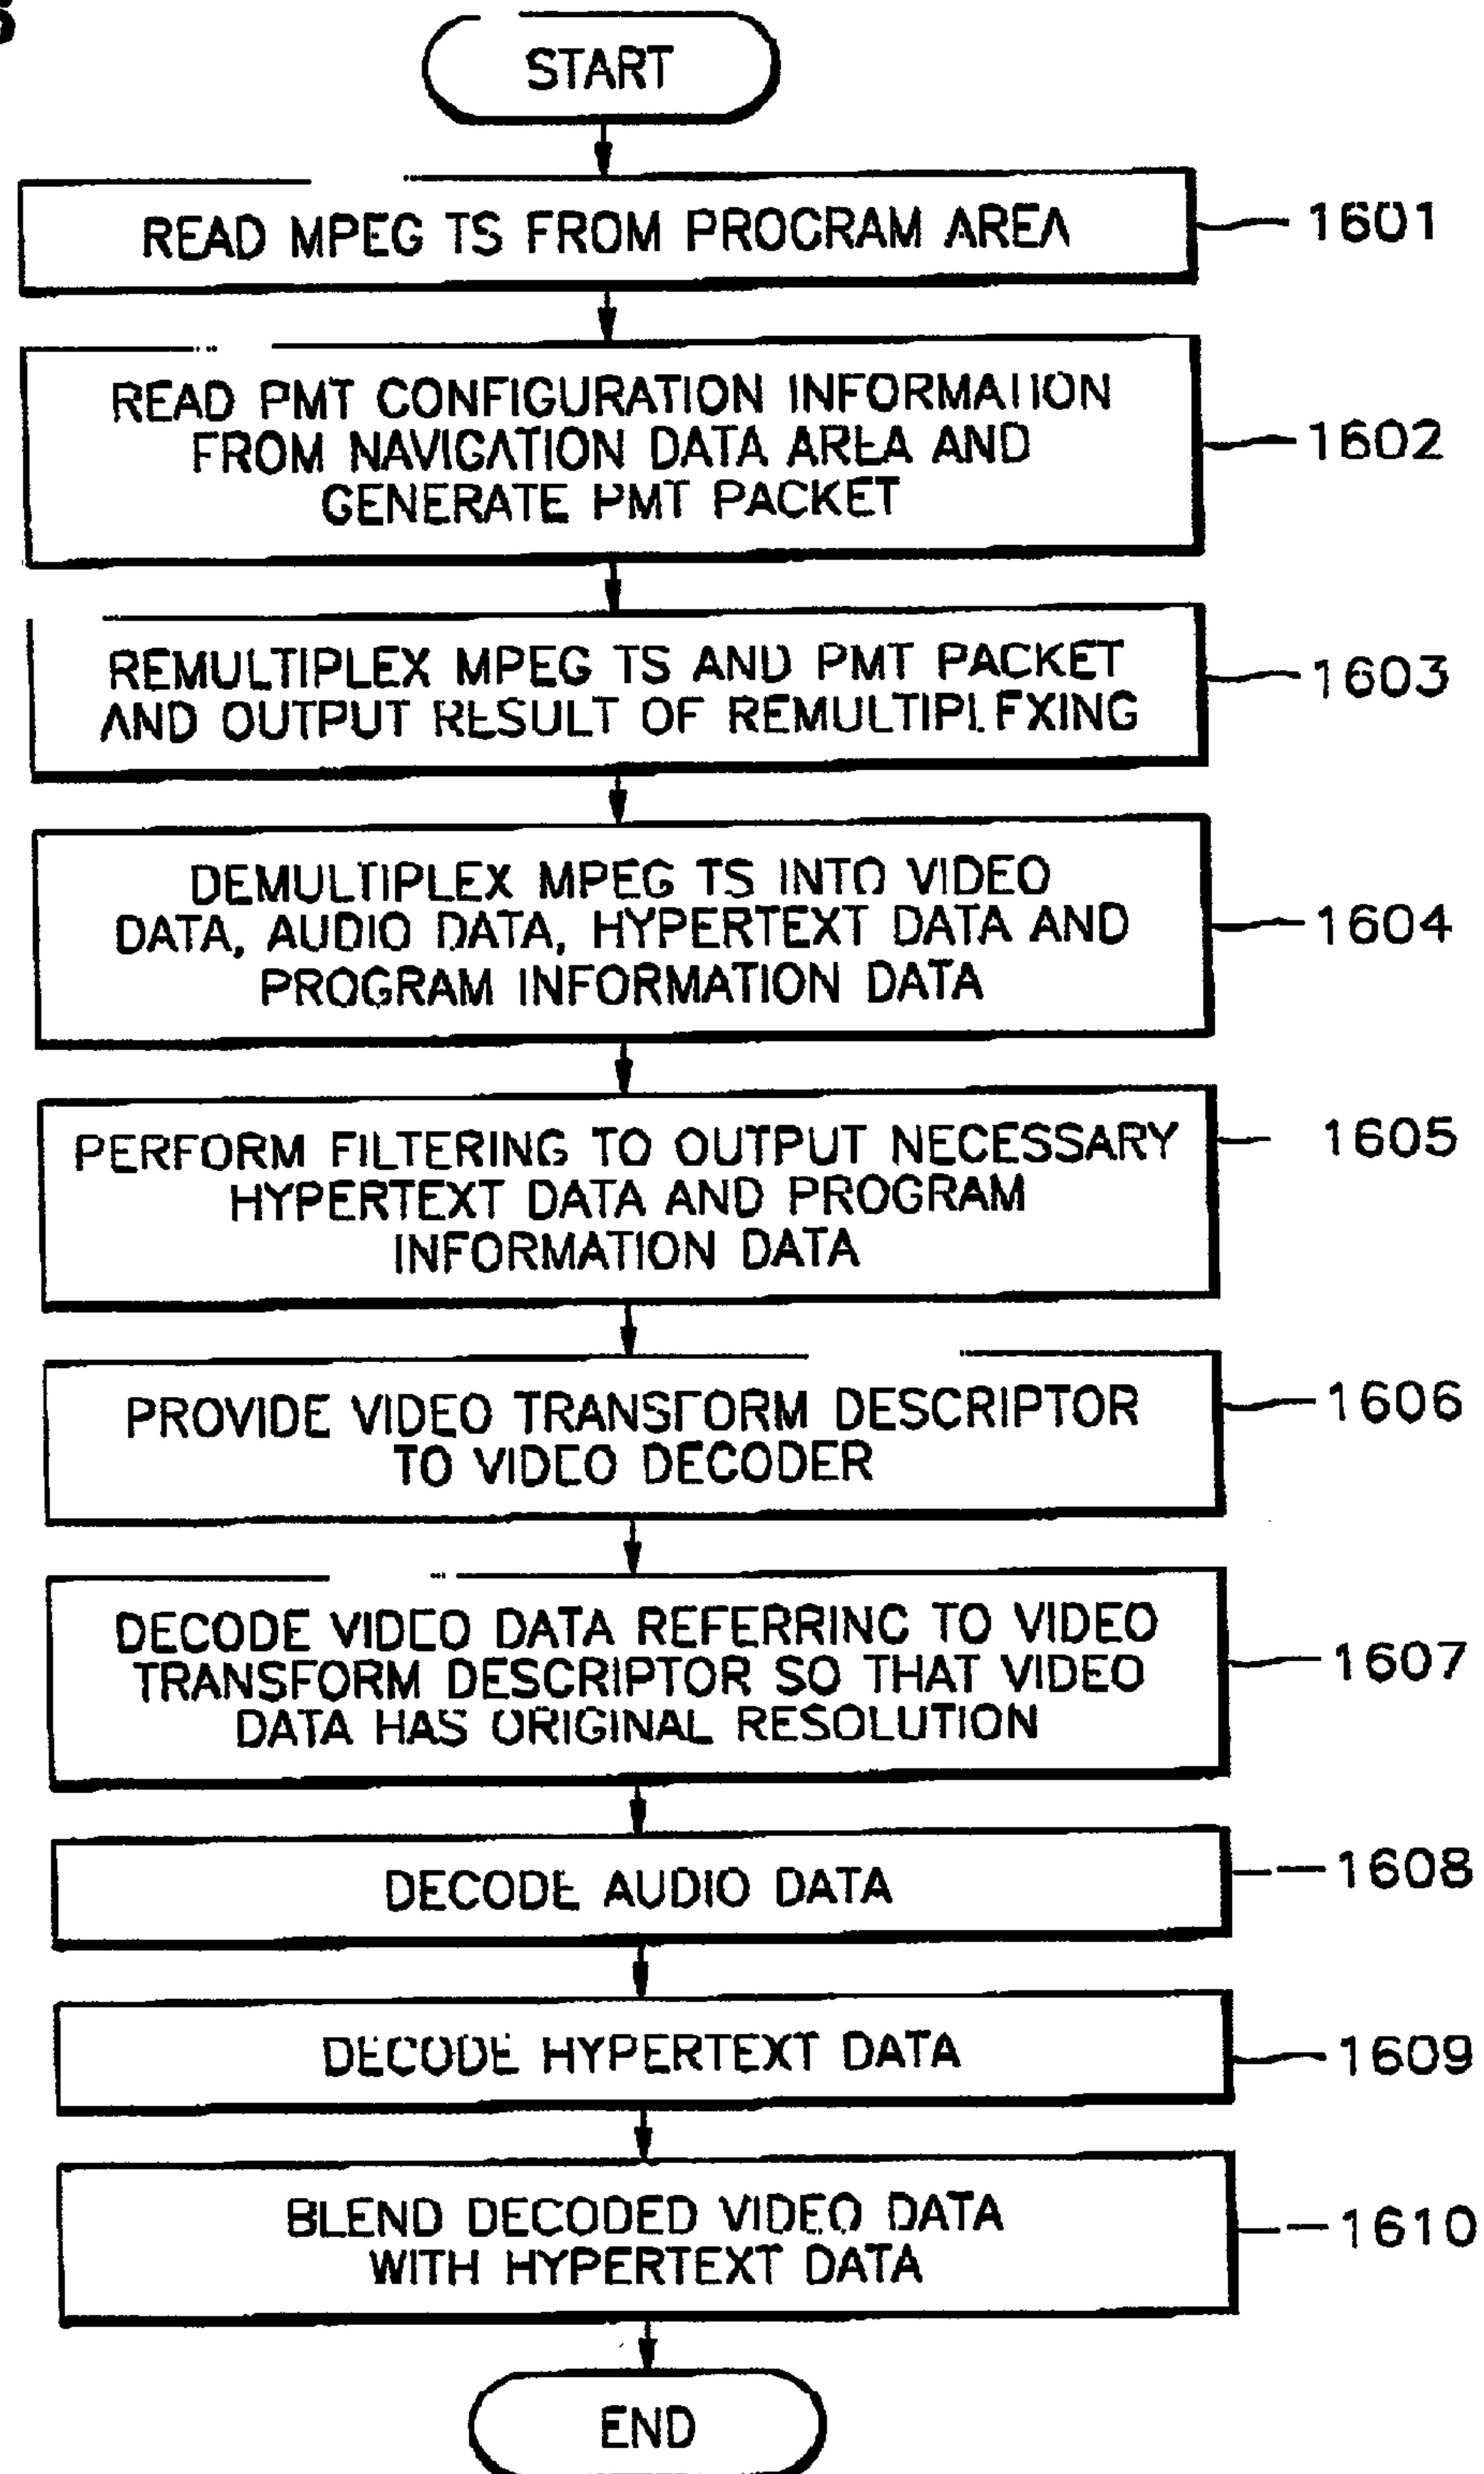 START
READ MPEG TS FROM PROGRAM AREA
1601
READ PMT CONFIGURATION INFORMATION
FROM NAVIGATION DATA AREA AND
GENERATE PMT PACKET
1602
REMULTIPLEX MPEG TS AND PMT PACKET
AND OUTPUT RESULT OF REMULTIPLEXING
1603
DEMULTIPLEX MPEG TS INTO VIDEO
DATA, AUDIO DATA, HYPERTEXT DATA AND
PROGRAM INFORMATION DATA
1604
PERFORM FILTERING TO OUTPUT NECESSARY
HYPERTEXT DATA AND PROGRAM
INFORMATION DATA
1605
PROVIDE VIDEO TRANSFORM DESCRIPTOR
TO VIDEO DECODER
1606
DECODE VIDEO DATA REFERRING TO VIDEO
TRANSFORM DESCRIPTOR SO THAT VIDEO
DATA HAS ORIGINAL RESOLUTION
1607
DECODE AUDIO DATA
1608
DECODE HYPERTEXT DATA
1609
BLEND DECODED VIDEO DATA
WITH HYPERTEXT DATA
1610
END